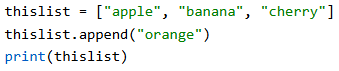 thislist = ["apple", "banana", "cherry"]
thislist.append("orange")
print(thislist)